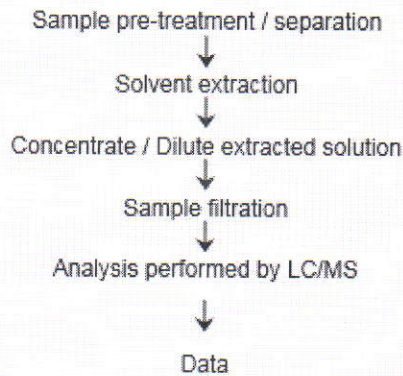 Sample pre-treatment / separation
Solvent extraction
Concentrate / Dilute extracted solution
Sample filtration
Analysis performed by LC/MS
Data